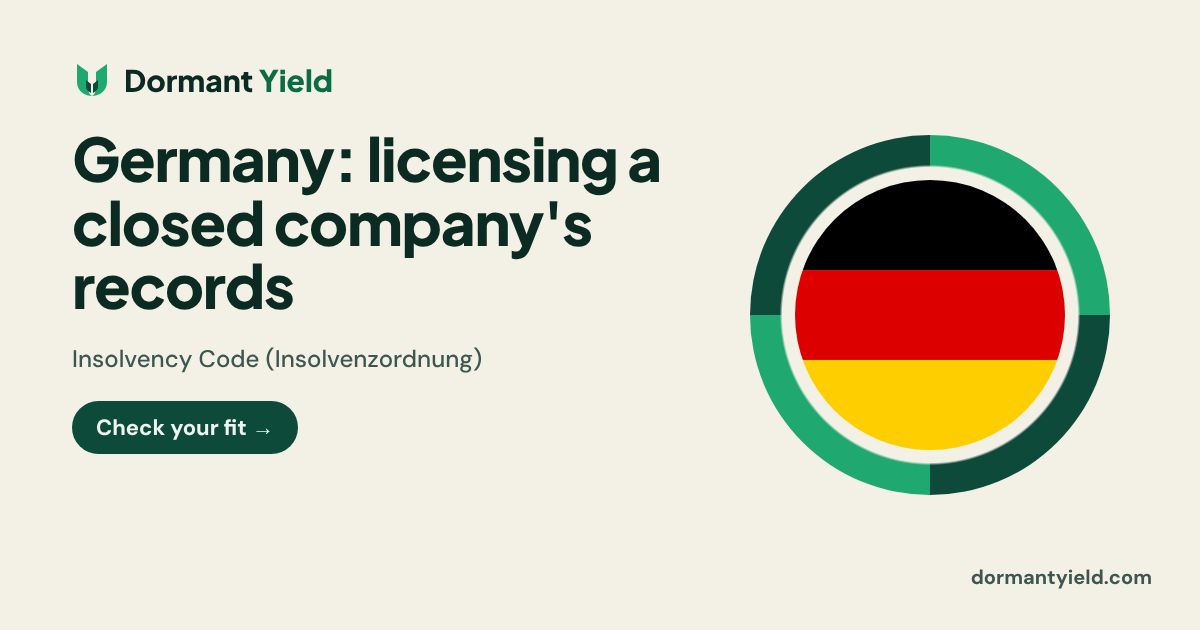 Dormant Yield
Germany: licensing a
closed company's
records
Insolvency Code (Insolvenzordnung)
Check your fit →
dormantyield.com